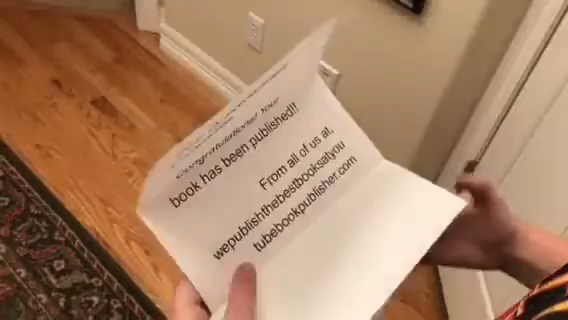 Congratulations! Your
book has been published!!
From all of us at,
wepublishthebestbooksatyou
tubebookpublisher.com